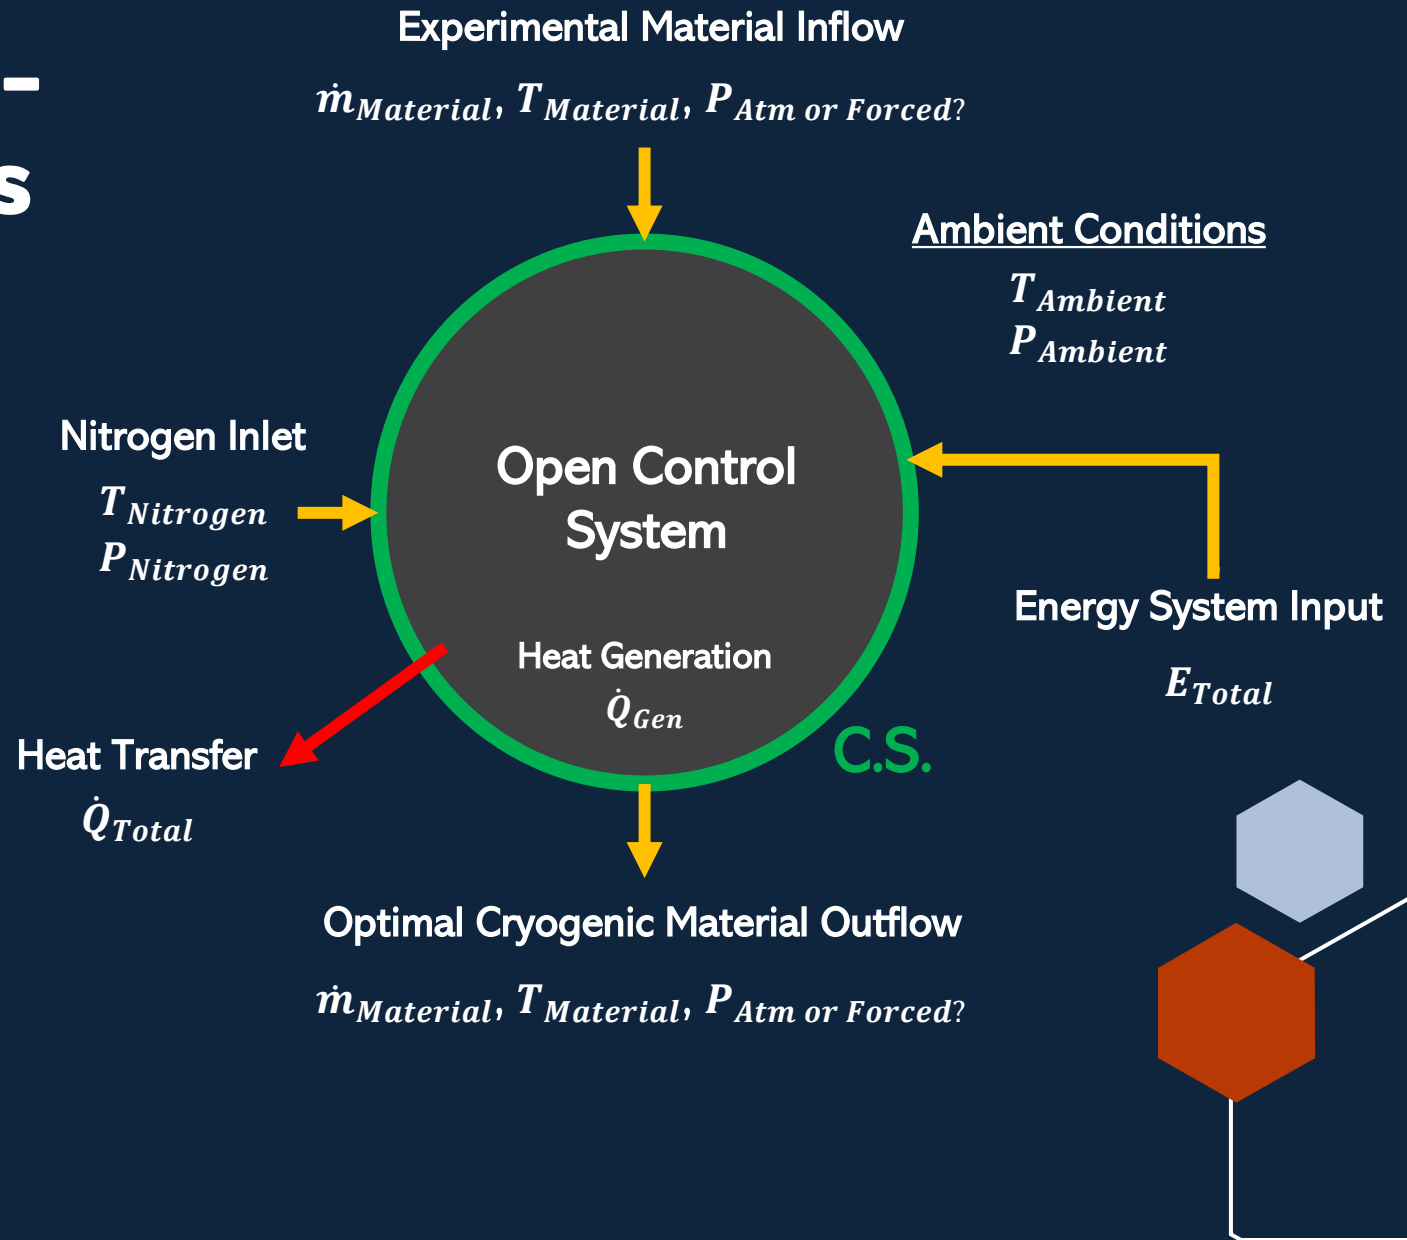 -
s
Experimental Material Inflow
ṁ_Material, T_Material, P_Atm or Forced?
Ambient Conditions
T_Ambient
P_Ambient
Nitrogen Inlet
T_Nitrogen
P_Nitrogen
Open Control
System
Energy System Input
E_Total
Heat Generation
Q̇_Gen
C.S.
Heat Transfer
Q̇_Total
Optimal Cryogenic Material Outflow
ṁ_Material, T_Material, P_Atm or Forced?